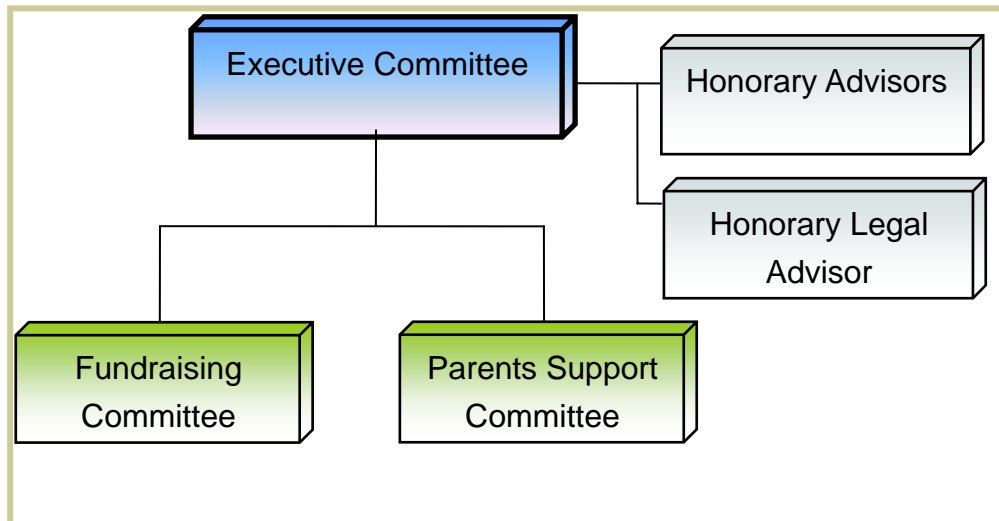 Executive Committee
Honorary Advisors
Honorary Legal
Advisor
Fundraising
Committee
Parents Support
Committee